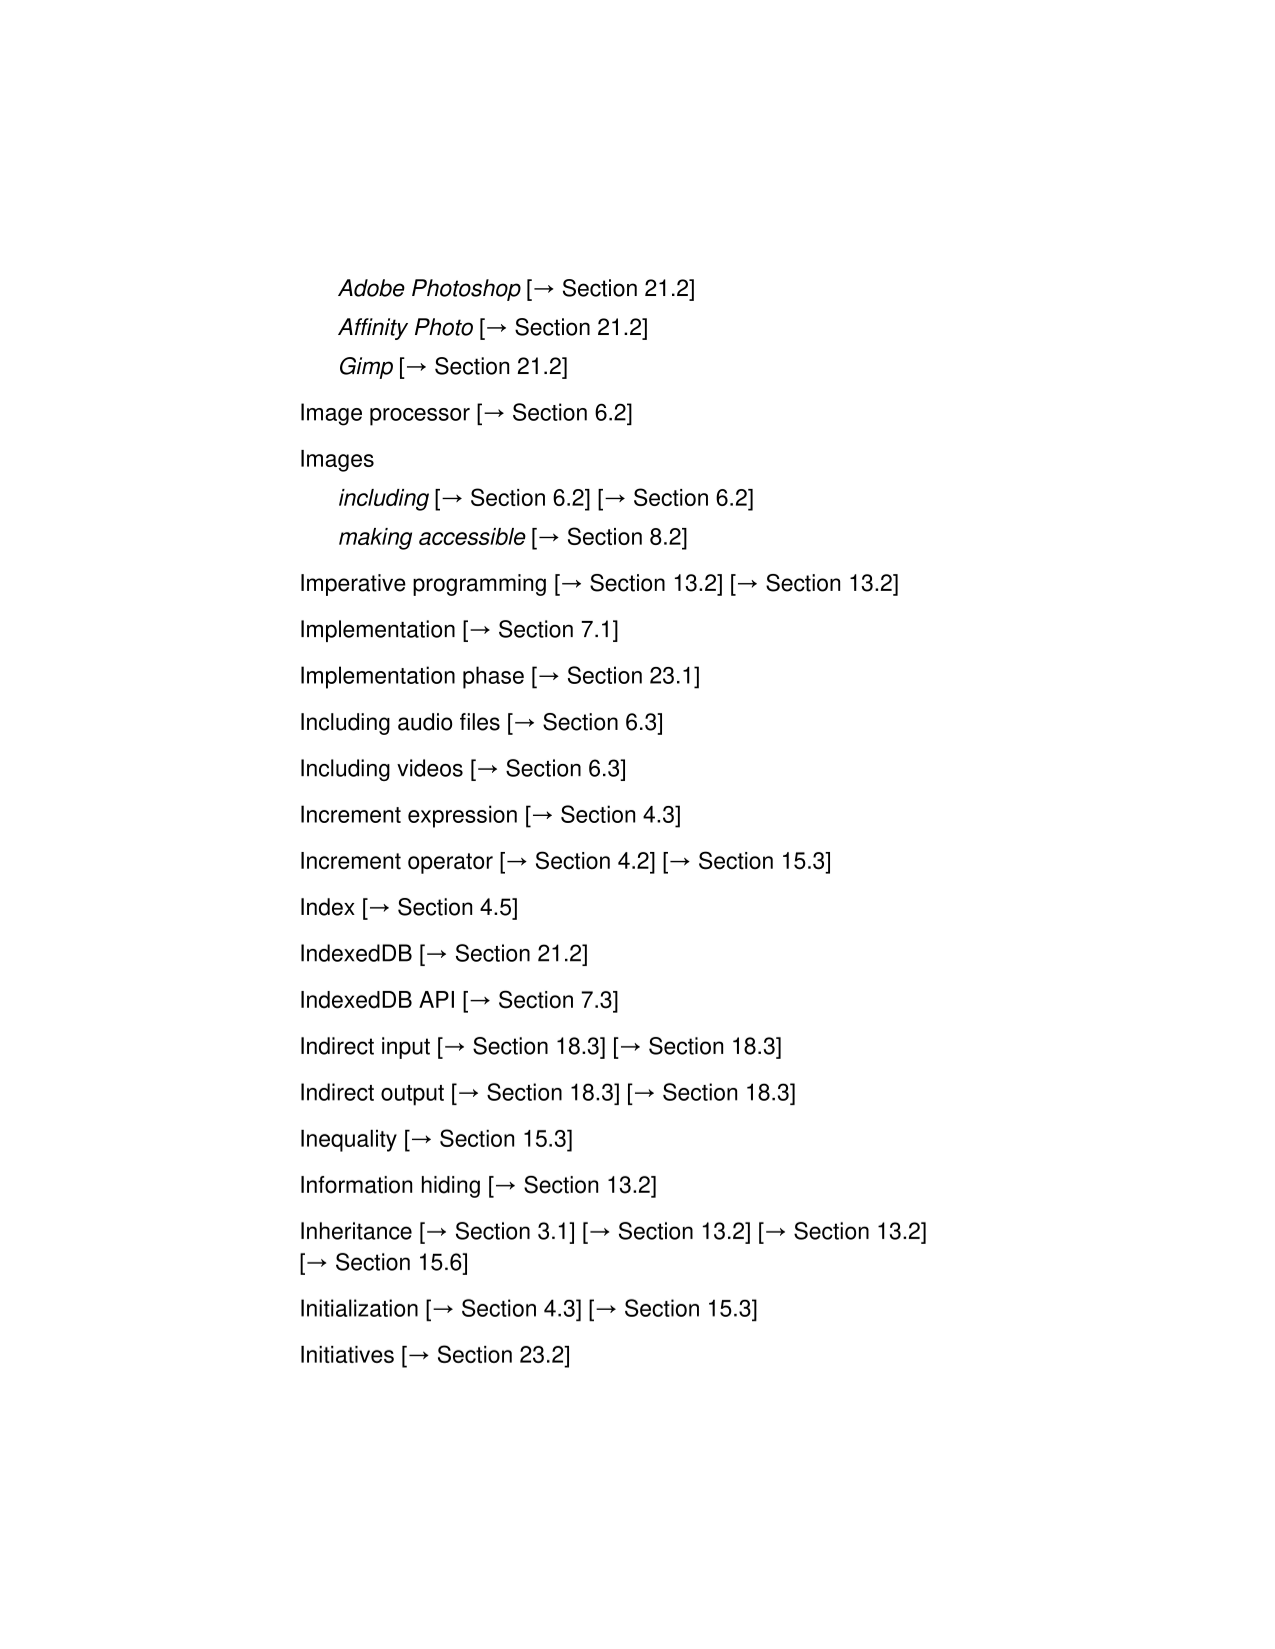 Adobe Photoshop [→ Section 21.2]
Affinity Photo [→ Section 21.2]
Gimp [→ Section 21.2]
Image processor [→ Section 6.2]
Images
including [→ Section 6.2] [→ Section 6.2]
making accessible [→ Section 8.2]
Imperative programming [→ Section 13.2] [→ Section 13.2]
Implementation [→ Section 7.1]
Implementation phase [→ Section 23.1]
Including audio files [→ Section 6.3]
Including videos [→ Section 6.3]
Increment expression [→ Section 4.3]
Increment operator [→ Section 4.2] [→ Section 15.3]
Index [→ Section 4.5]
IndexedDB [→ Section 21.2]
IndexedDB API [→ Section 7.3]
Indirect input [→ Section 18.3] [→ Section 18.3]
Indirect output [→ Section 18.3] [→ Section 18.3]
Inequality [→ Section 15.3]
Information hiding [→ Section 13.2]
Inheritance [→ Section 3.1] [→ Section 13.2] [→ Section 13.2]
[→ Section 15.6]
Initialization [→ Section 4.3] [→ Section 15.3]
Initiatives [→ Section 23.2]